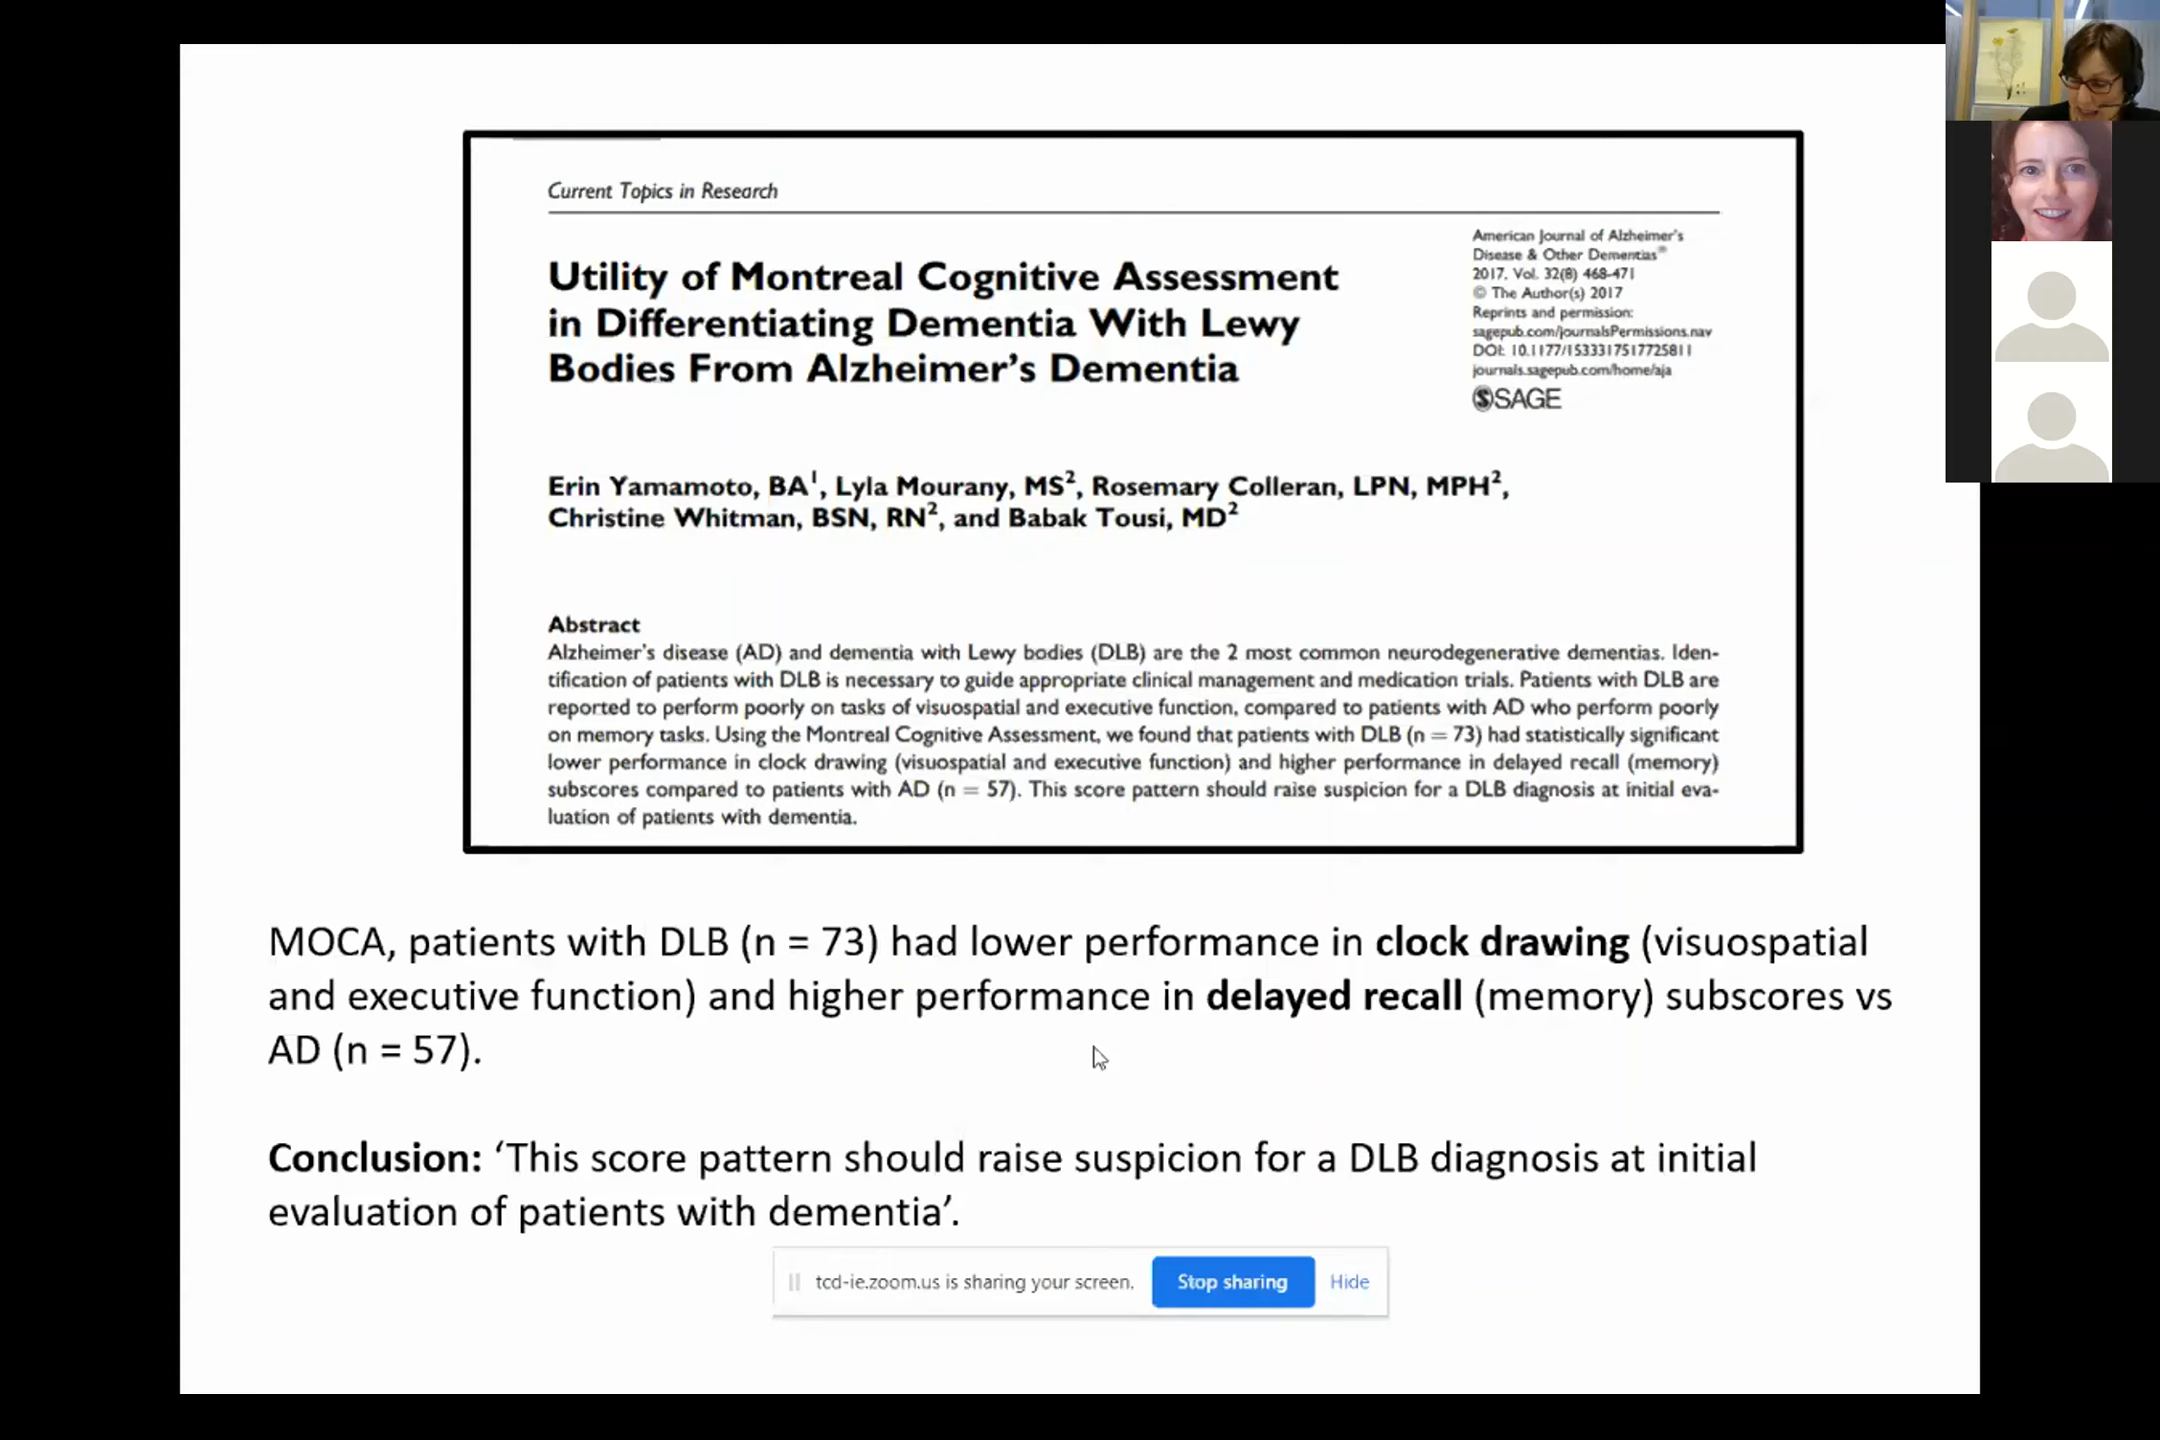 Current Topics in Research
American Journal of Alzheimer's
Disease & Other Dementias®
2017, Vol. 32(8) 468-471
© The Author(s) 2017
Reprints and permission:
sagepub.com/journalsPermissions.nav
DOI: 10.1177/1533317517725811
journals.sagepub.com/home/aja
SAGE
Utility of Montreal Cognitive Assessment
in Differentiating Dementia With Lewy
Bodies From Alzheimer's Dementia
Erin Yamamoto, BA¹, Lyla Mourany, MS², Rosemary Colleran, LPN, MPH²,
Christine Whitman, BSN, RN², and Babak Tousi, MD²
Abstract
Alzheimer's disease (AD) and dementia with Lewy bodies (DLB) are the 2 most common neurodegenerative dementias. Iden-
tification of patients with DLB is necessary to guide appropriate clinical management and medication trials. Patients with DLB are
reported to perform poorly on tasks of visuospatial and executive function, compared to patients with AD who perform poorly
on memory tasks. Using the Montreal Cognitive Assessment, we found that patients with DLB (n = 73) had statistically significant
lower performance in clock drawing (visuospatial and executive function) and higher performance in delayed recall (memory)
subscores compared to patients with AD (n = 57). This score pattern should raise suspicion for a DLB diagnosis at initial eva-
luation of patients with dementia.
MOCA, patients with DLB (n = 73) had lower performance in clock drawing (visuospatial
and executive function) and higher performance in delayed recall (memory) subscores vs
AD (n = 57).
Conclusion: ‘This score pattern should raise suspicion for a DLB diagnosis at initial
evaluation of patients with dementia’.
tcd-ie.zoom.us is sharing your screen. Stop sharing Hide